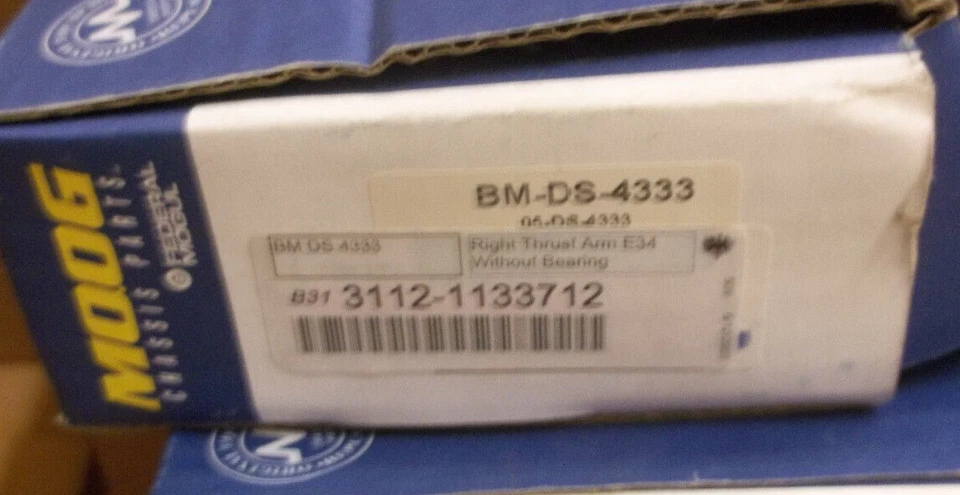 MOOG
CHASSIS PARTS
FEDERAL
MOGUL
BM-DS-4333
05-DS-4333
BM DS 4333
Right Thrust Arm E34
Without Bearing
B31 3112-1133712